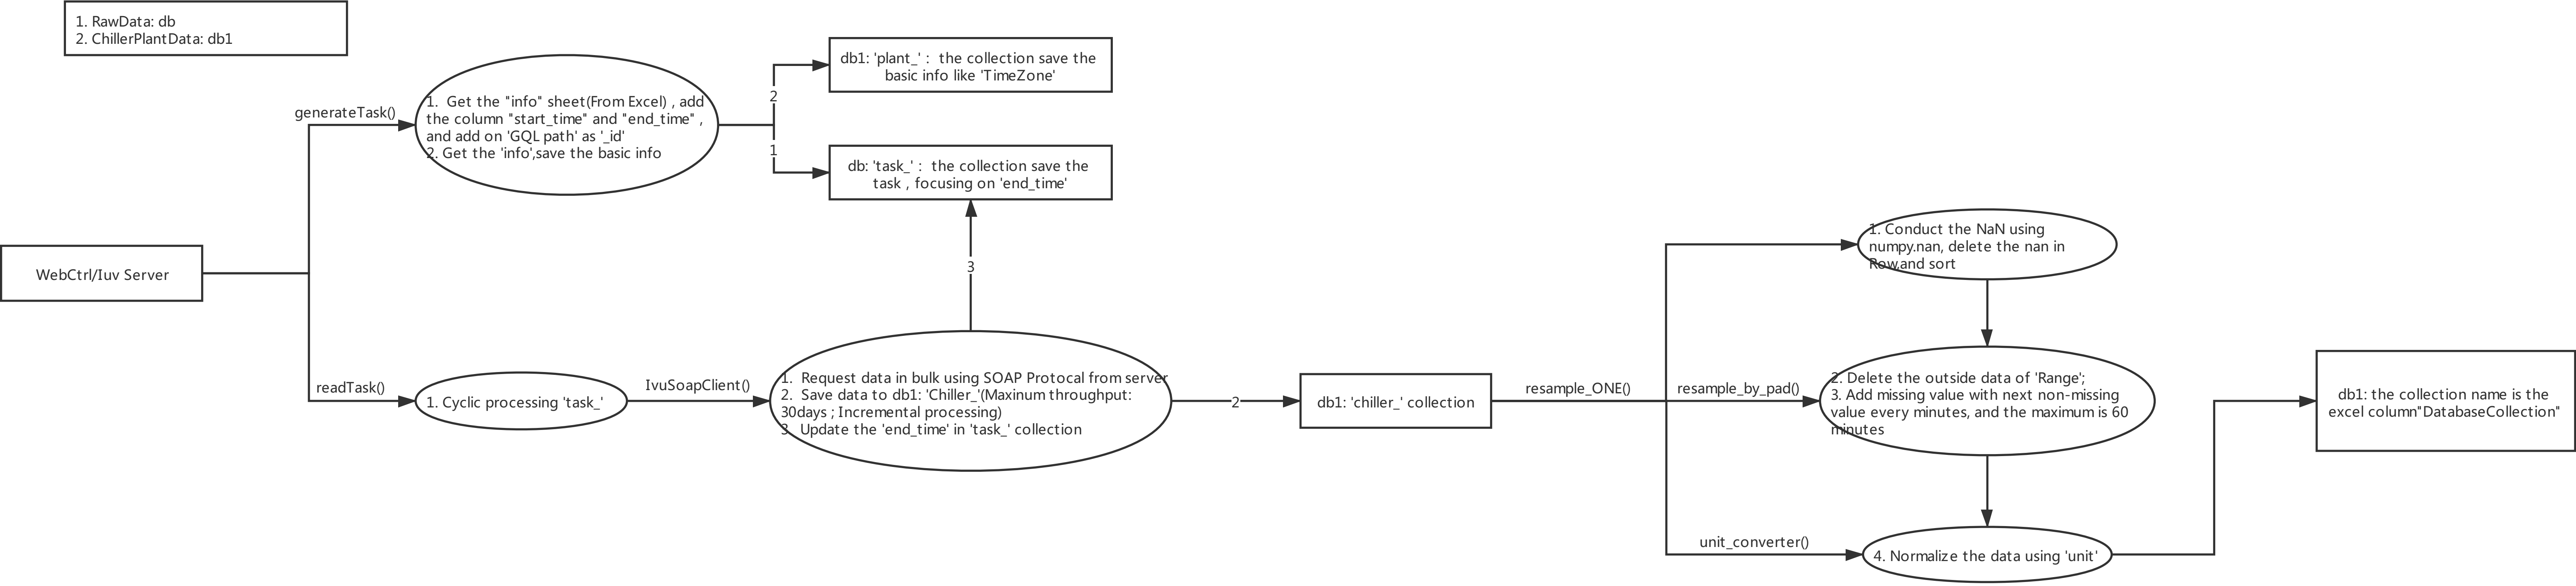 1. RawData: db
2. ChillerPlantData: db1
generateTask()
1.  Get the "info" sheet(From Excel) , add
the column "start_time" and "end_time" ,
and add on 'GQL path' as '_id'
2. Get the 'info',save the basic info
2
1
db1: 'plant_' :  the collection save the
basic info like 'TimeZone'
db: 'task_' :  the collection save the
task , focusing on 'end_time'
WebCtrl/Iuv Server
3
readTask()
1. Cyclic processing 'task_'
IvuSoapClient()
1.  Request data in bulk using SOAP Protocal from server
2.  Save data to db1: 'Chiller_'(Maxinum throughput:
30days ; Incremental processing)
3.  Update the 'end_time' in 'task_' collection
2
db1: 'chiller_' collection
resample_ONE()
1. Conduct the NaN using
numpy.nan, delete the nan in
Row.and sort
resample_by_pad()
2. Delete the outside data of 'Range';
3. Add missing value with next non-missing
value every minutes, and the maximum is 60
minutes
unit_converter()
4. Normalize the data using 'unit'
db1: the collection name is the
excel column"DatabaseCollection"